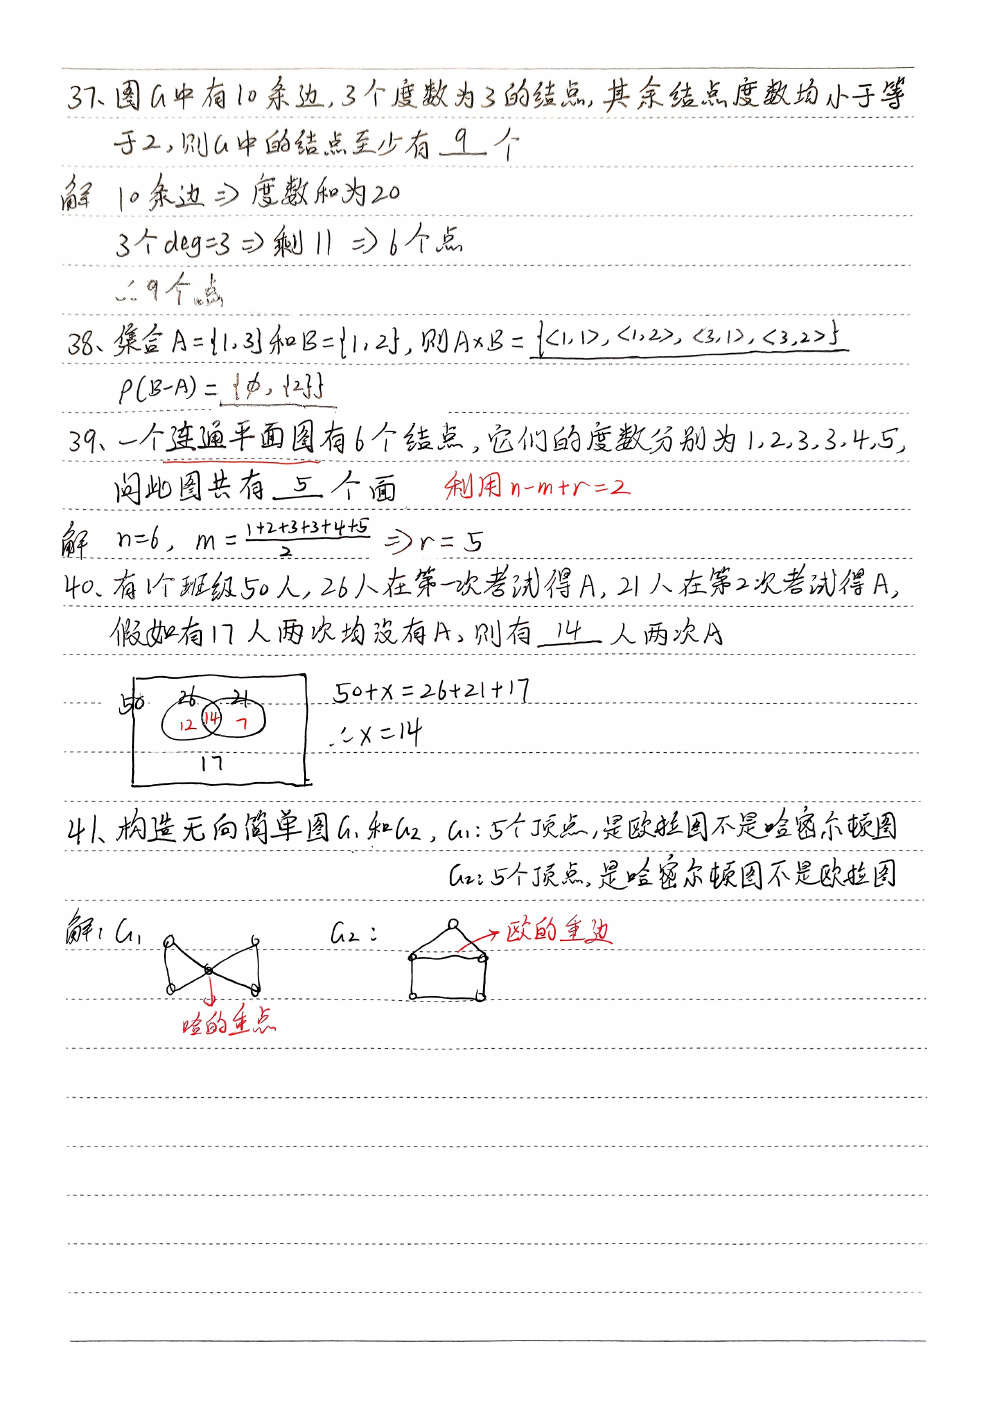 37、图G中有10条边，3个度数为3的结点，其余结点度数均小于等
于2，则G中的结点至少有 9 个
解 10条边⇒度数和为20
3个deg=3⇒剩11⇒6个点
∴9个点
38、集合A={1,3}和B={1,2}，则A×B={<1,1>,<1,2>,<3,1>,<3,2>}
P(B-A)={∅,{2}}
39、一个连通平面图有6个结点，它们的度数分别为1,2,3,3,4,5,
问此图共有 5 个面 利用n-m+r=2
解 n=6, m=(1+2+3+3+4+5)/2 ⇒r=5
40、有1个班级50人，26人在第一次考试得A，21人在第2次考试得A，
假如有17人两次均没有A，则有 14 人两次A
50 26 21 50+x=26+21+17
12 14 7 ∴x=14
17
41、构造无向简单图G₁和G₂，G₁:5个顶点，是欧拉图不是哈密尔顿图
G₂:5个顶点，是哈密尔顿图不是欧拉图
解：G₁ G₂: 欧的重边
哈的重点